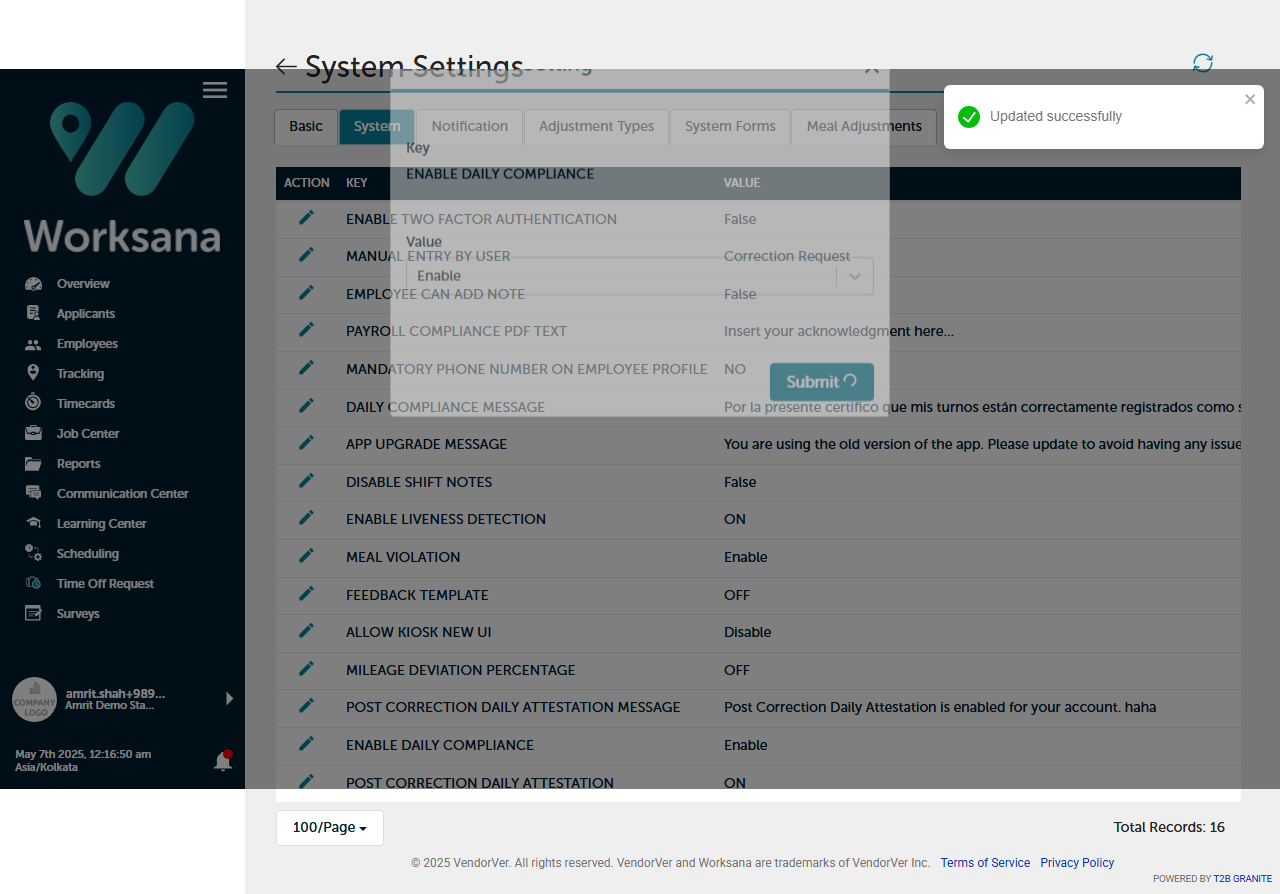 System Settings
Updated successfully
Basic
System
Notification
Adjustment Types
System Forms
Meal Adjustments
Key
ENABLE DAILY COMPLIANCE
Value
Enable
Submit
ACTION KEY VALUE
ENABLE TWO FACTOR AUTHENTICATION False
MANUAL ENTRY BY USER Correction Request
EMPLOYEE CAN ADD NOTE False
PAYROLL COMPLIANCE PDF TEXT Insert your acknowledgment here...
MANDATORY PHONE NUMBER ON EMPLOYEE PROFILE NO
DAILY COMPLIANCE MESSAGE Por la presente certifico que mis turnos están correctamente registrados como s
APP UPGRADE MESSAGE You are using the old version of the app. Please update to avoid having any issue
DISABLE SHIFT NOTES False
ENABLE LIVENESS DETECTION ON
MEAL VIOLATION Enable
FEEDBACK TEMPLATE OFF
ALLOW KIOSK NEW UI Disable
MILEAGE DEVIATION PERCENTAGE OFF
POST CORRECTION DAILY ATTESTATION MESSAGE Post Correction Daily Attestation is enabled for your account. haha
ENABLE DAILY COMPLIANCE Enable
POST CORRECTION DAILY ATTESTATION ON
Worksana
Overview
Applicants
Employees
Tracking
Timecards
Job Center
Reports
Communication Center
Learning Center
Scheduling
Time Off Request
Surveys
COMPANY
LOGO
amrit.shah+989...
Amrit Demo Sta...
May 7th 2025, 12:16:50 am
Asia/Kolkata
100/Page
Total Records: 16
© 2025 VendorVer. All rights reserved. VendorVer and Worksana are trademarks of VendorVer Inc. Terms of Service Privacy Policy
POWERED BY T2B GRANITE